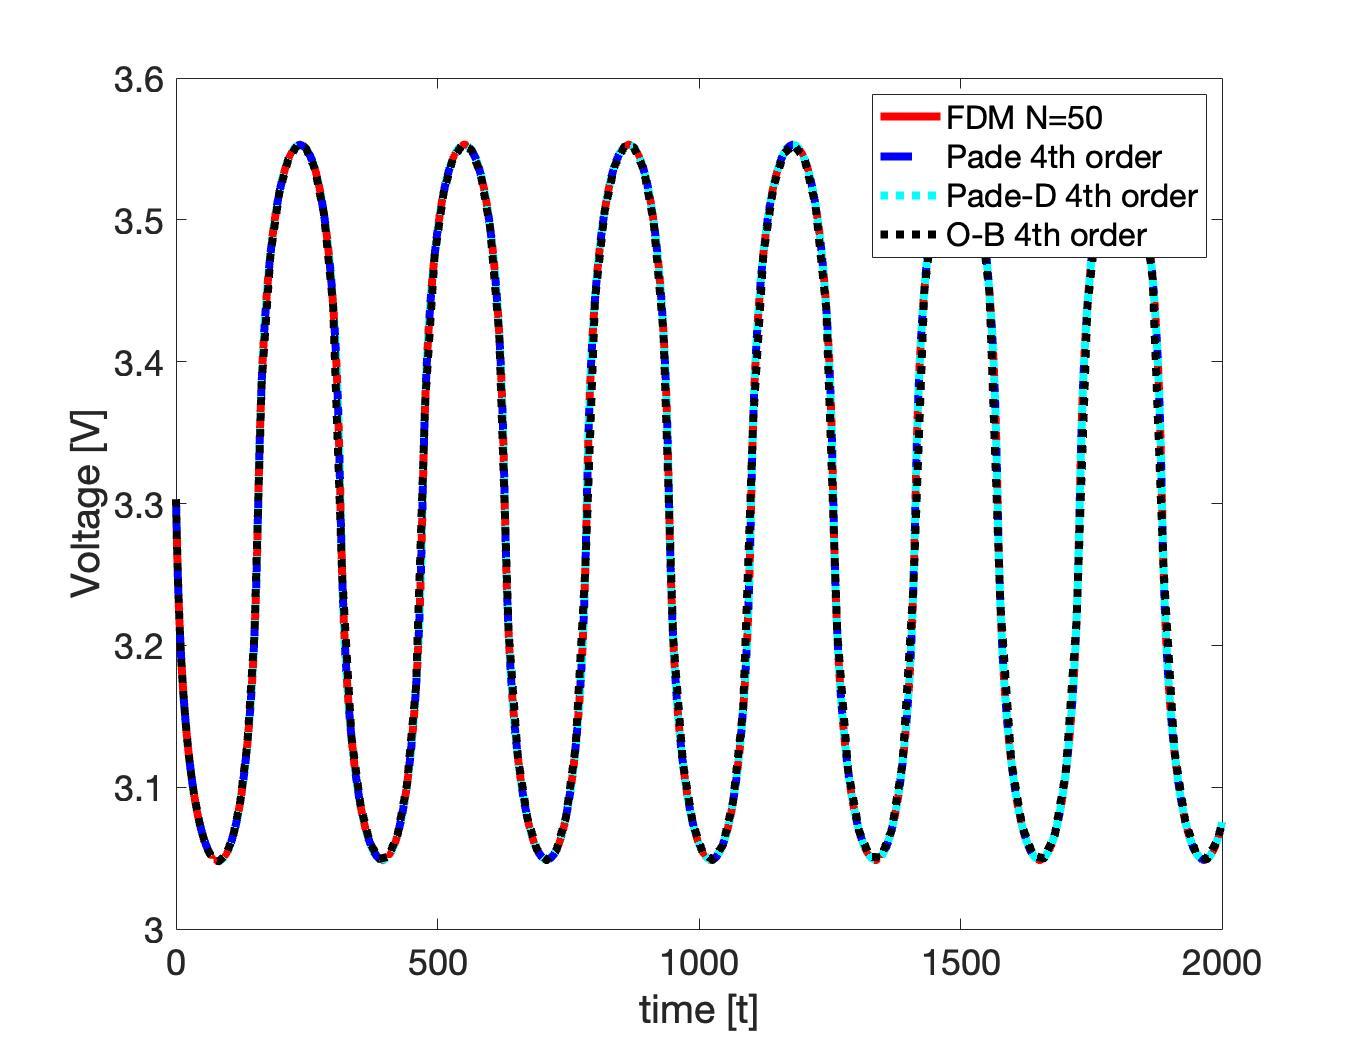 3.6
3.5
3.4
3.3
3.2
3.1
3
Voltage [V]
FDM N=50
Pade 4th order
Pade-D 4th order
O-B 4th order
0
500
1000
1500
2000
time [t]